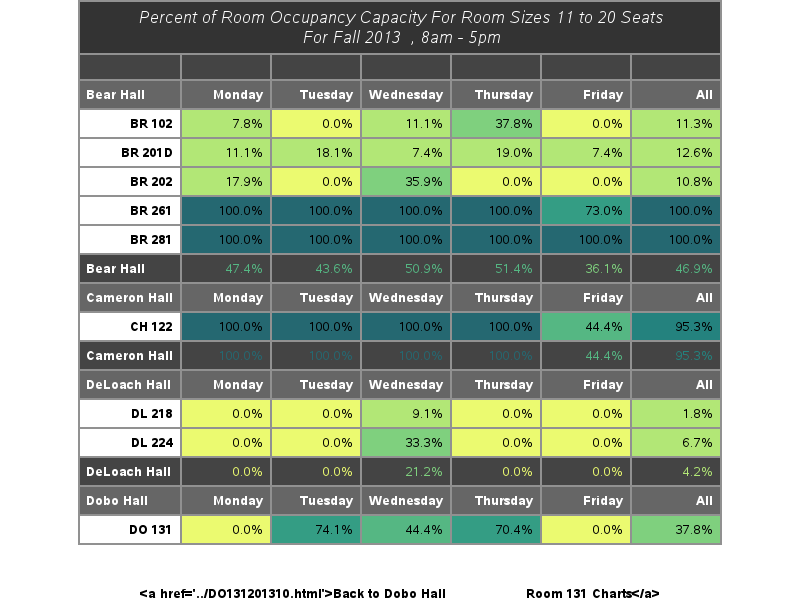 Percent of Room Occupancy Capacity For Room Sizes 11 to 20 Seats
For Fall 2013 , 8am - 5pm
Bear Hall Monday Tuesday Wednesday Thursday Friday All
BR 102 7.8% 0.0% 11.1% 37.8% 0.0% 11.3%
BR 201D 11.1% 18.1% 7.4% 19.0% 7.4% 12.6%
BR 202 17.9% 0.0% 35.9% 0.0% 0.0% 10.8%
BR 261 100.0% 100.0% 100.0% 100.0% 73.0% 100.0%
BR 281 100.0% 100.0% 100.0% 100.0% 100.0% 100.0%
Bear Hall 47.4% 43.6% 50.9% 51.4% 36.1% 46.9%
Cameron Hall Monday Tuesday Wednesday Thursday Friday All
CH 122 100.0% 100.0% 100.0% 100.0% 44.4% 95.3%
Cameron Hall 100.0% 100.0% 100.0% 100.0% 44.4% 95.3%
DeLoach Hall Monday Tuesday Wednesday Thursday Friday All
DL 218 0.0% 0.0% 9.1% 0.0% 0.0% 1.8%
DL 224 0.0% 0.0% 33.3% 0.0% 0.0% 6.7%
DeLoach Hall 0.0% 0.0% 21.2% 0.0% 0.0% 4.2%
Dobo Hall Monday Tuesday Wednesday Thursday Friday All
DO 131 0.0% 74.1% 44.4% 70.4% 0.0% 37.8%
<a href='../DO131201310.html'>Back to Dobo Hall Room 131 Charts</a>